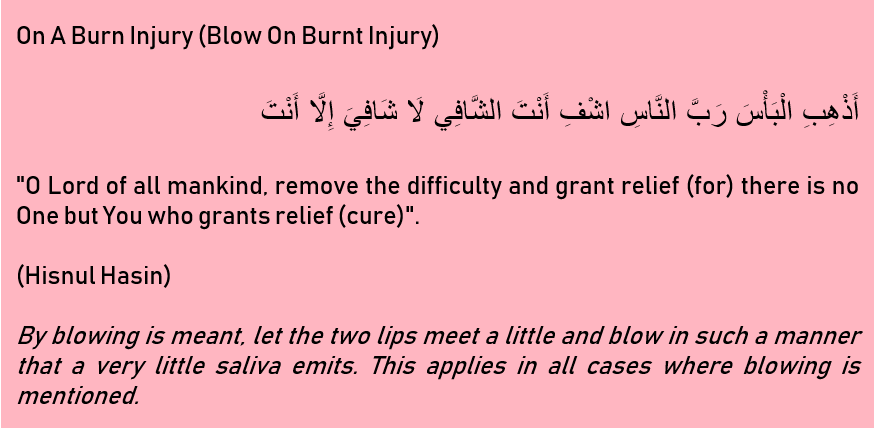 On A Burn Injury (Blow On Burnt Injury)
أَذْهِبِ الْبَأْسَ رَبَّ النَّاسِ اشْفِ أَنْتَ الشَّافِي لَا شَافِيَ إِلَّا أَنْتَ
"O Lord of all mankind, remove the difficulty and grant relief (for) there is no
One but You who grants relief (cure)".
(Hisnul Hasin)
By blowing is meant, let the two lips meet a little and blow in such a manner
that a very little saliva emits. This applies in all cases where blowing is
mentioned.